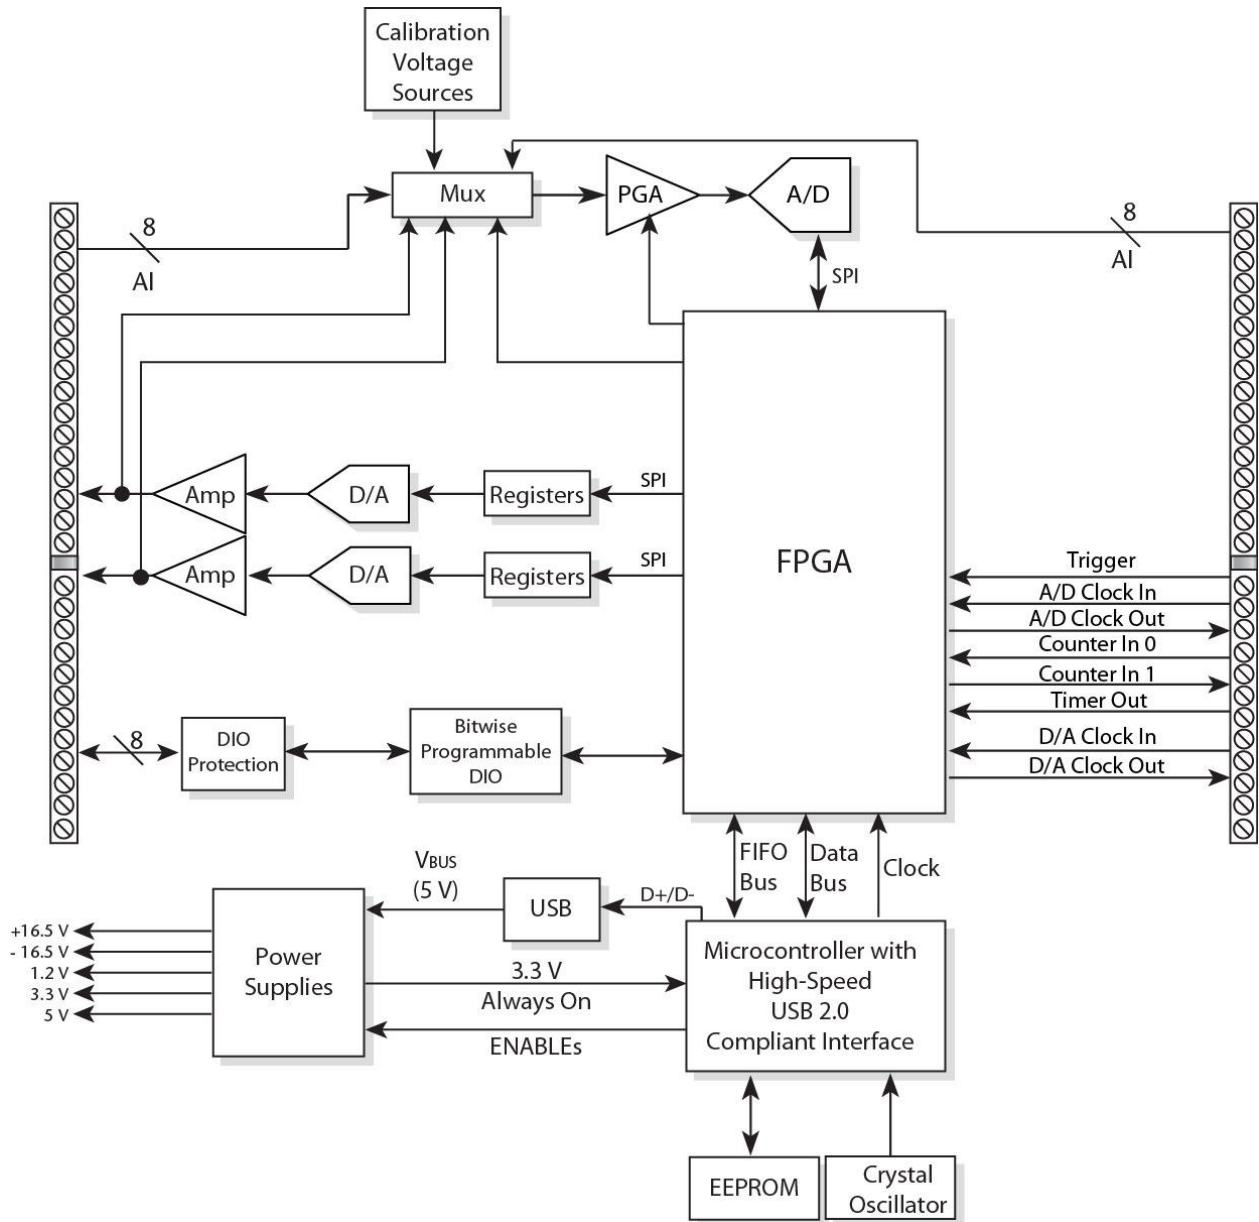 Calibration
Voltage
Sources
Mux
PGA
A/D
8
AI
8
AI
SPI
Amp
D/A
Registers
SPI
Amp
D/A
Registers
SPI
FPGA
Trigger
A/D Clock In
A/D Clock Out
Counter In 0
Counter In 1
Timer Out
D/A Clock In
D/A Clock Out
8
DIO
Protection
Bitwise
Programmable
DIO
FIFO
Bus
Data
Bus
Clock
VBUS
(5 V)
USB
D+/D-
+16.5 V
- 16.5 V
1.2 V
3.3 V
5 V
Power
Supplies
3.3 V
Always On
ENABLEs
Microcontroller with
High-Speed
USB 2.0
Compliant Interface
EEPROM
Crystal
Oscillator